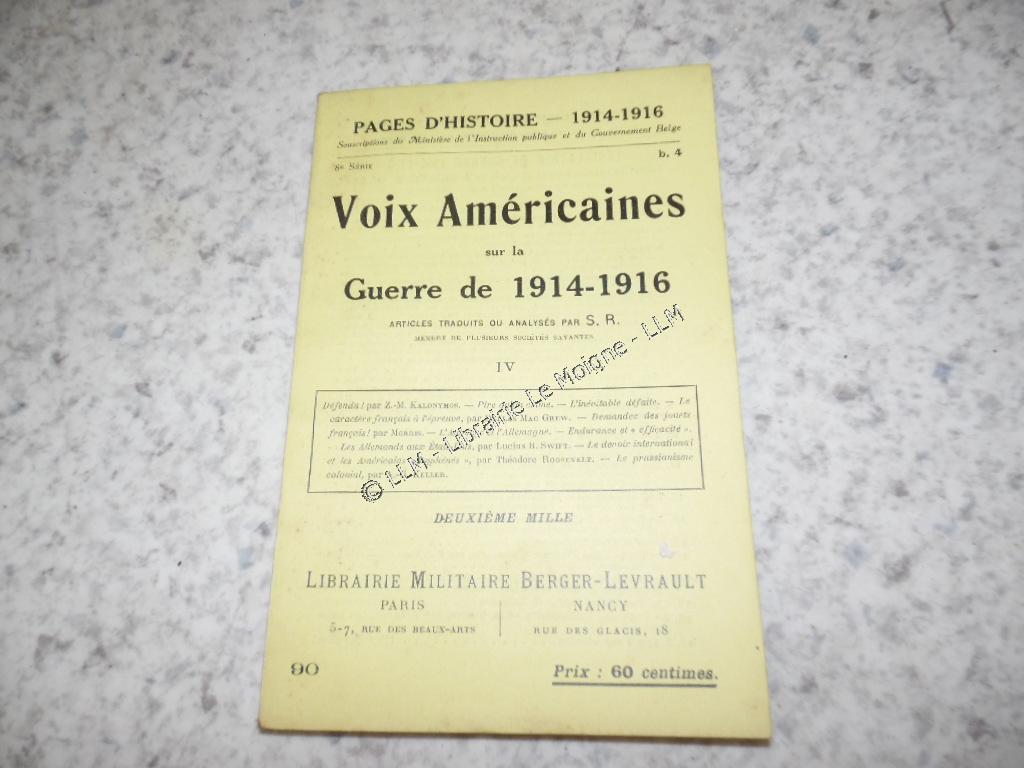 PAGES D'HISTOIRE — 1914-1916
Souscriptions du Ministère de l'Instruction publique et du Gouvernement Belge
8e SÉRIE
b. 4
Voix Américaines
sur la
Guerre de 1914-1916
ARTICLES TRADUITS OU ANALYSÉS PAR S. R.
MEMBRE DE PLUSIEURS SOCIÉTÉS SAVANTES
IV
Défendu! par Z.-M. KALONYMOS. — Pire — L'inévitable défaite. — Le
caractère français à l'épreuve, par MAC GREW. — Demandez des jouets
français! par MORRIS. — l'Allemagne. — Endurance et « efficacité ».
— Les Allemands aux par Lucius B. SWIFT. — Le devoir international
et les Américains », par Théodore ROOSEVELT. — Le prussianisme
colonial, par KELLER.
DEUXIÈME MILLE
LIBRAIRIE MILITAIRE BERGER-LEVRAULT
PARIS
NANCY
5-7, RUE DES BEAUX-ARTS
RUE DES GLACIS, 18
90
Prix : 60 centimes.
© LLM - Librairie Le Moigne - LLM